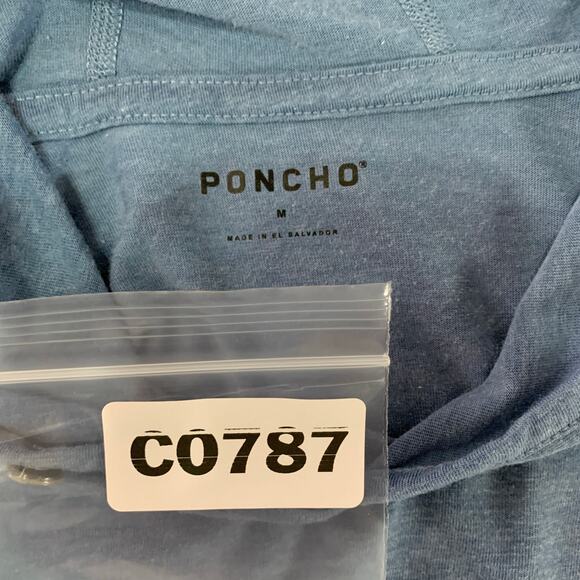 PONCHO®
M
MADE IN EL SALVADOR
C0787